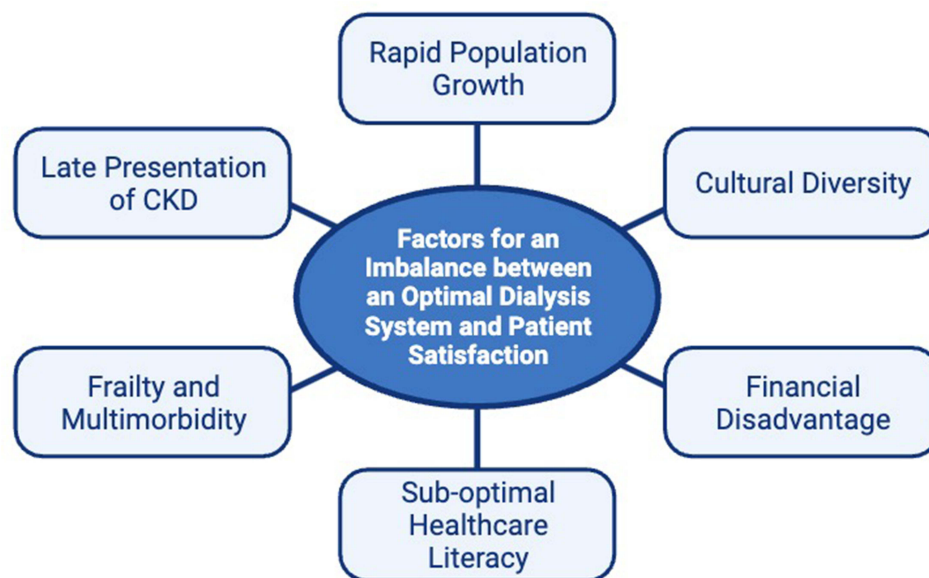 Rapid Population
Growth
Late Presentation
of CKD
Cultural Diversity
Factors for an
Imbalance between
an Optimal Dialysis
System and Patient
Satisfaction
Frailty and
Multimorbidity
Financial
Disadvantage
Sub-optimal
Healthcare
Literacy